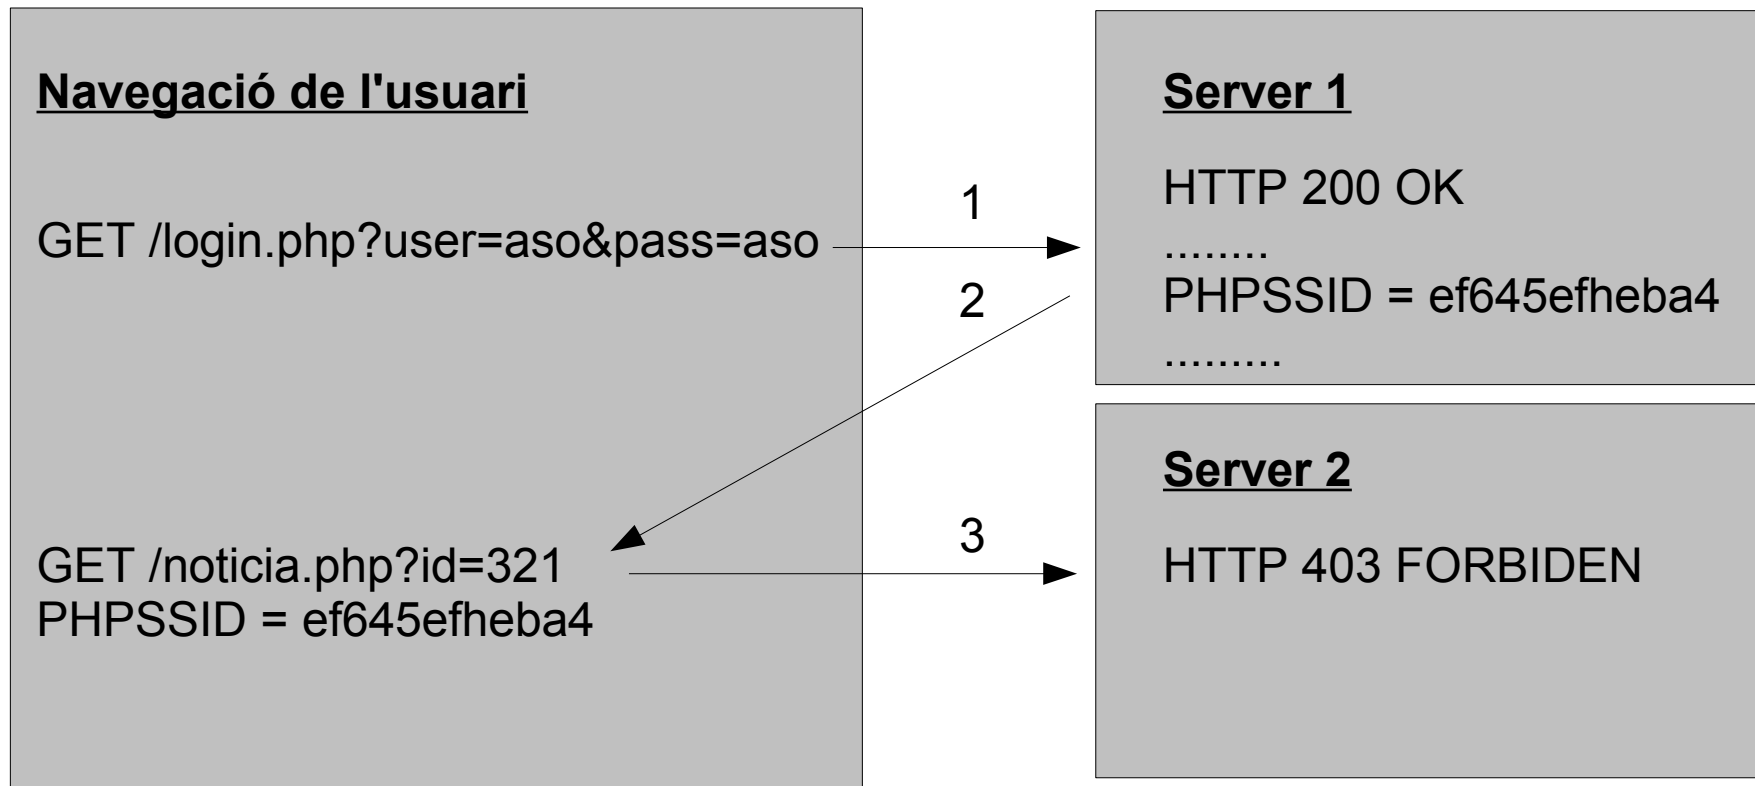 Navegació de l'usuari
GET /login.php?user=aso&pass=aso
GET /noticia.php?id=321
PHPSSID = ef645efheba4
1
2
3
Server 1
HTTP 200 OK
........
PHPSSID = ef645efheba4
.........
Server 2
HTTP 403 FORBIDEN